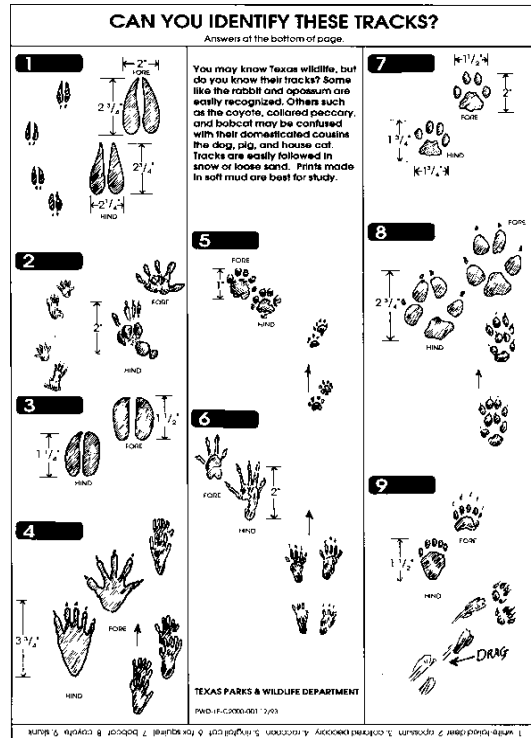 CAN YOU IDENTIFY THESE TRACKS?
Answers at the bottom of page.
1
2"
FORE
2 3/4"
2 3/4"
2 1/4"
HIND
2
FORE
2"
HIND
3
1 1/2"
FORE
1 1/4"
HIND
4
FORE
3 3/4"
HIND
You may know Texas wildlife, but
do you know their tracks? Some
like the rabbit and opossum are
easily recognized. Others such
as the coyote, collared peccary,
and bobcat may be confused
with their domesticated cousins
the dog, pig, and house cat.
Tracks are easily followed in
snow or loose sand. Prints made
in soft mud are best for study.
5
FORE
1"
HIND
6
FORE
2"
HIND
TEXAS PARKS & WILDLIFE DEPARTMENT
PWD-LF-C2000-001 12/93
7
2"
FORE
1 3/4"
HIND
1 3/4"
8
FORE
2 3/4"
HIND
9
FORE
1 1/2"
HIND
DRAG
1. white-tailed deer 2. opossum 3. collared peccary 4. raccoon 5. ringtail cat 6. fox squirrel 7. bobcat 8. coyote 9. skunk